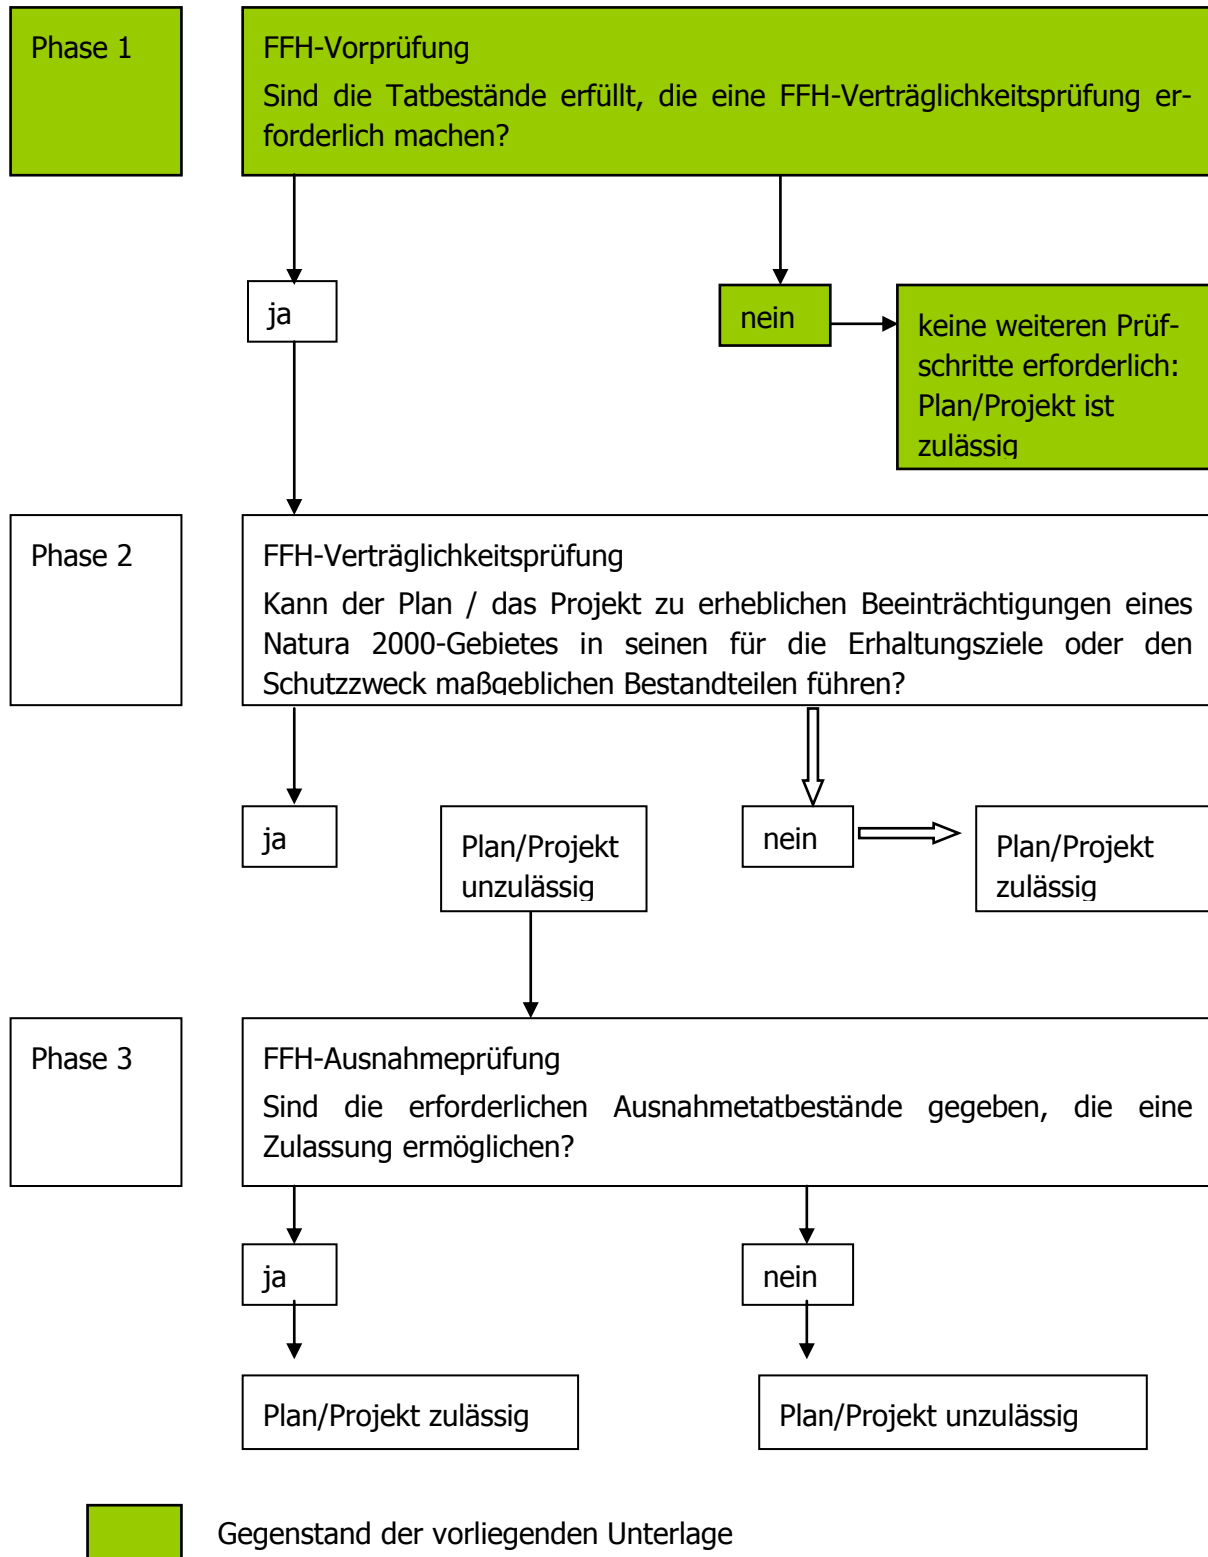 Phase 1
FFH-Vorprüfung
Sind die Tatbestände erfüllt, die eine FFH-Verträglichkeitsprüfung er-
forderlich machen?
ja
nein
keine weiteren Prüf-
schritte erforderlich:
Plan/Projekt ist
zulässig
Phase 2
FFH-Verträglichkeitsprüfung
Kann der Plan / das Projekt zu erheblichen Beeinträchtigungen eines
Natura 2000-Gebietes in seinen für die Erhaltungsziele oder den
Schutzzweck maßgeblichen Bestandteilen führen?
ja
Plan/Projekt
unzulässig
nein
Plan/Projekt
zulässig
Phase 3
FFH-Ausnahmeprüfung
Sind die erforderlichen Ausnahmetatbestände gegeben, die eine
Zulassung ermöglichen?
ja
nein
Plan/Projekt zulässig
Plan/Projekt unzulässig
Gegenstand der vorliegenden Unterlage